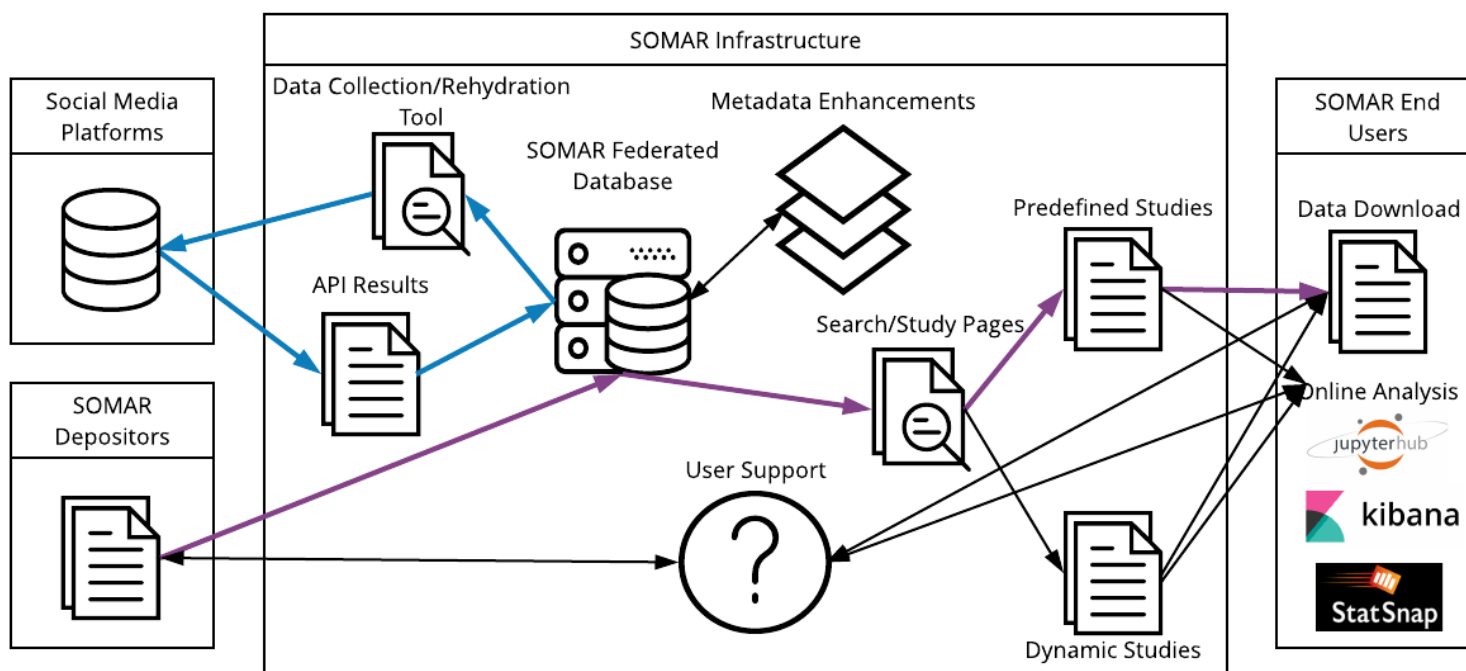 SOMAR Infrastructure
Social Media
Platforms
Data Collection/Rehydration
Tool
SOMAR Federated
Database
Metadata Enhancements
API Results
Search/Study Pages
Predefined Studies
SOMAR End
Users
Data Download
SOMAR
Depositors
User Support
Dynamic Studies
Online Analysis
jupyterhub
kibana
StatSnap
?